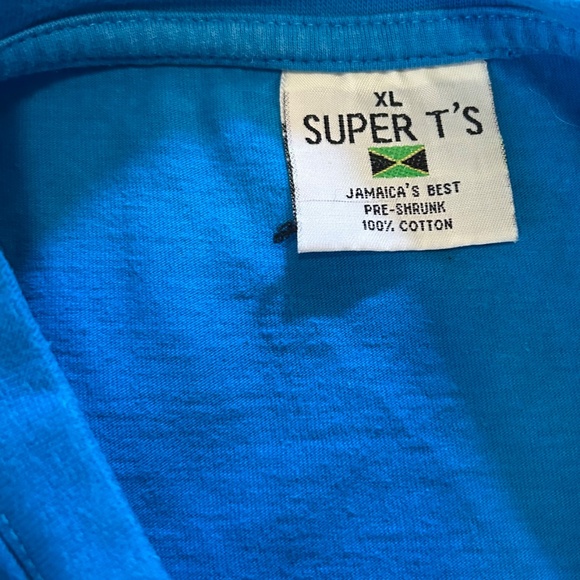 XL
SUPER T'S
JAMAICA'S BEST
PRE-SHRUNK
100% COTTON